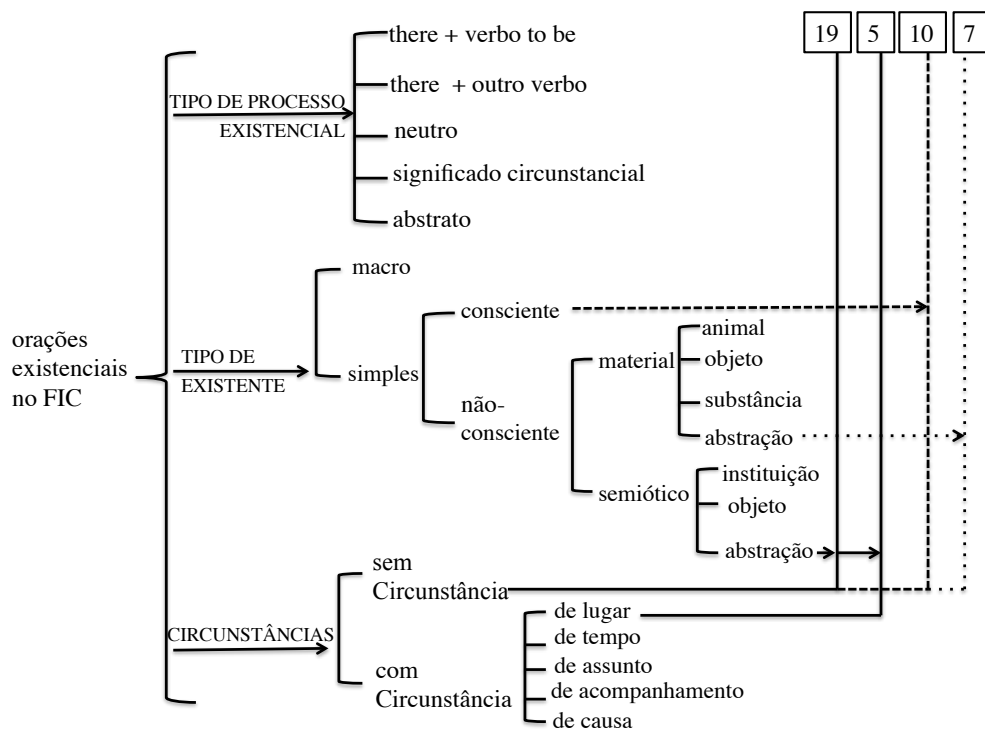 19 5 10 7
there + verbo to be
there + outro verbo
TIPO DE PROCESSO
EXISTENCIAL
neutro
significado circunstancial
abstrato
macro
consciente
animal
orações
existenciais
no FIC
TIPO DE
EXISTENTE
simples
material
objeto
substância
não-
consciente
abstração
instituição
semiótico
objeto
abstração
sem
Circunstância
de lugar
CIRCUNSTÂNCIAS
de tempo
de assunto
com
Circunstância
de acompanhamento
de causa